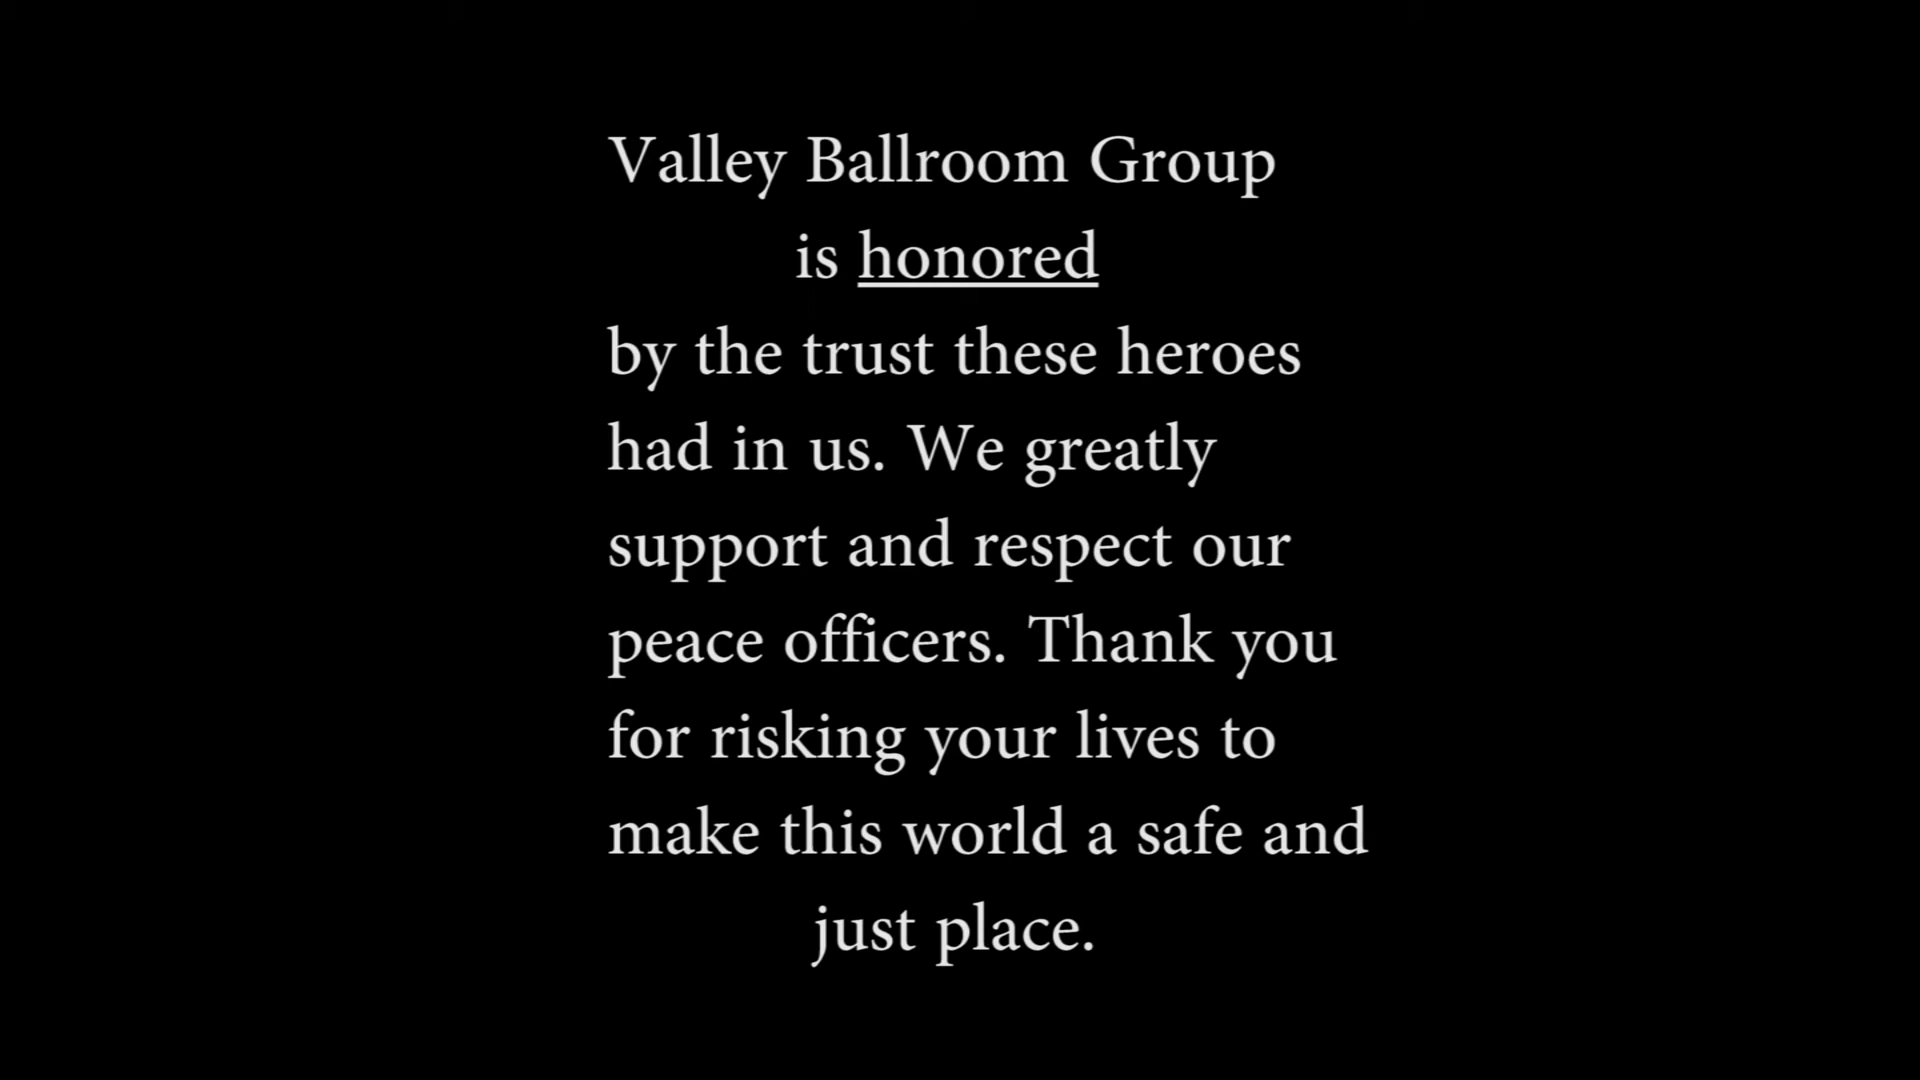 Valley Ballroom Group
is honored
by the trust these heroes
had in us. We greatly
support and respect our
peace officers. Thank you
for risking your lives to
make this world a safe and
just place.